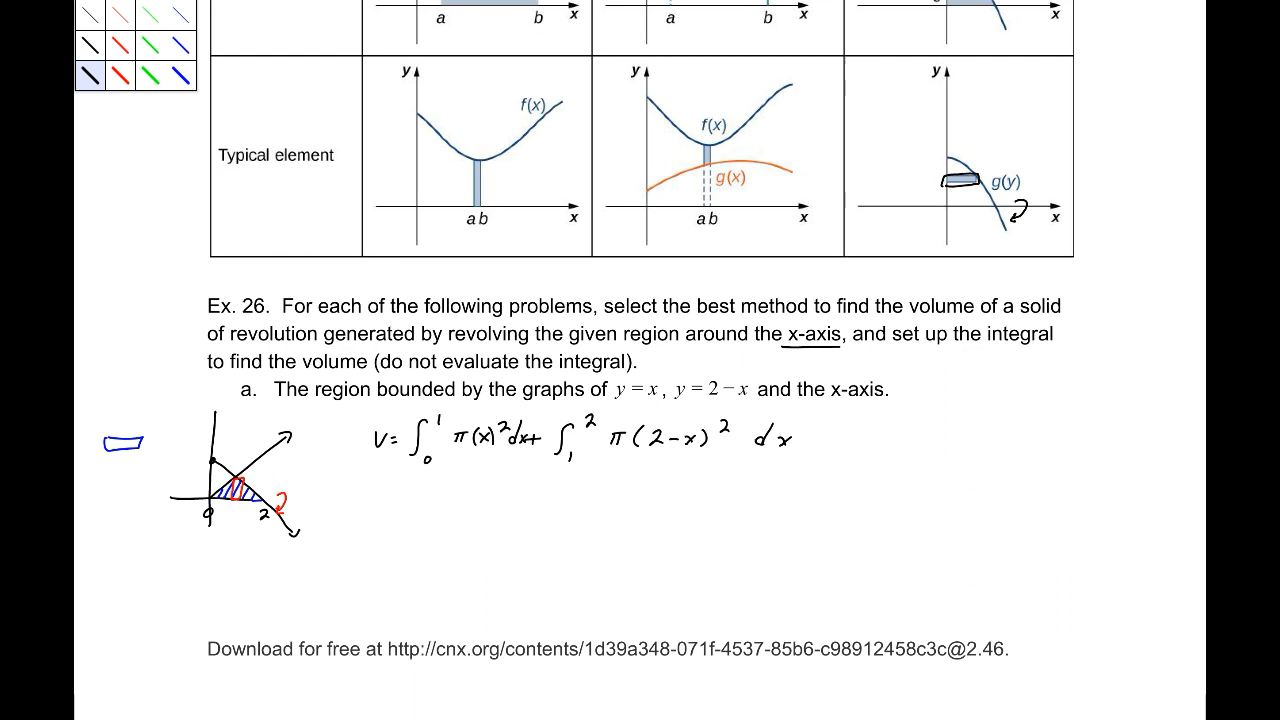 a b x a b x x
y y y
f(x) f(x)
Typical element g(x) g(y)
a b x a b x x
Ex. 26. For each of the following problems, select the best method to find the volume of a solid
of revolution generated by revolving the given region around the x-axis, and set up the integral
to find the volume (do not evaluate the integral).
a. The region bounded by the graphs of y = x, y = 2 − x and the x-axis.
V= ∫₀¹ π(x)²dx + ∫₁² π(2-x)² dx
0 2
Download for free at http://cnx.org/contents/1d39a348-071f-4537-85b6-c98912458c3c@2.46.